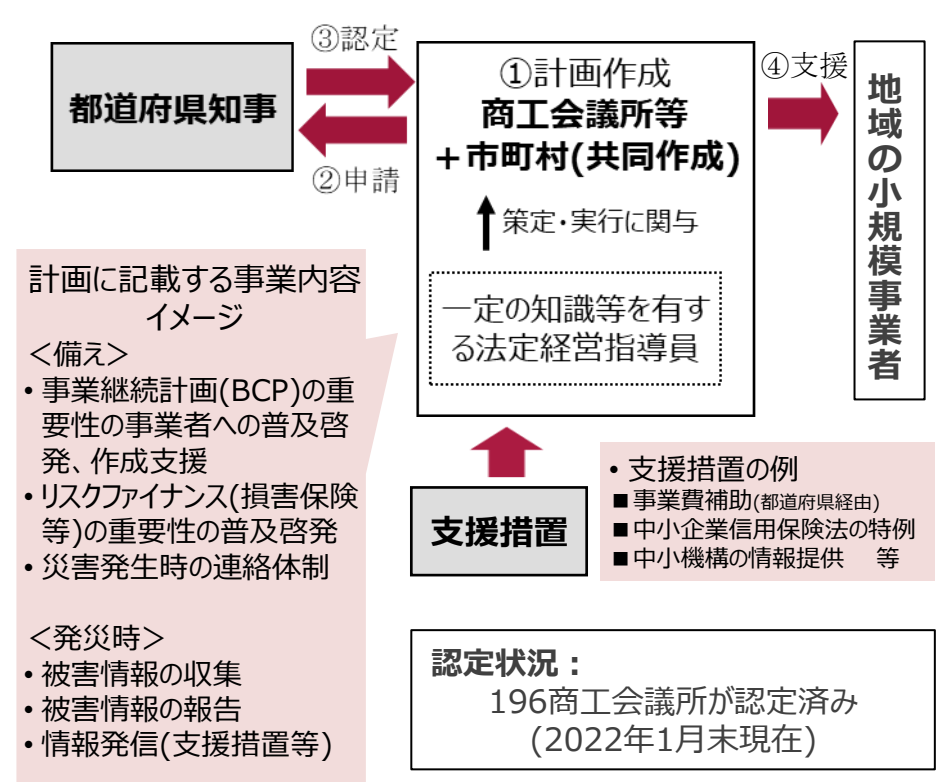 ③認定
都道府県知事
②申請
①計画作成
商工会議所等
＋市町村(共同作成)
策定・実行に関与
一定の知識等を有す
る法定経営指導員
④支援
地域の小規模事業者
計画に記載する事業内容
イメージ
＜備え＞
• 事業継続計画(BCP)の重
要性の事業者への普及啓
発、作成支援
• リスクファイナンス(損害保険
等)の重要性の普及啓発
• 災害発生時の連絡体制
＜発災時＞
• 被害情報の収集
• 被害情報の報告
• 情報発信(支援措置等)
支援措置
• 支援措置の例
■事業費補助(都道府県経由)
■中小企業信用保険法の特例
■中小機構の情報提供　等
認定状況：
196商工会議所が認定済み
(2022年1月末現在)